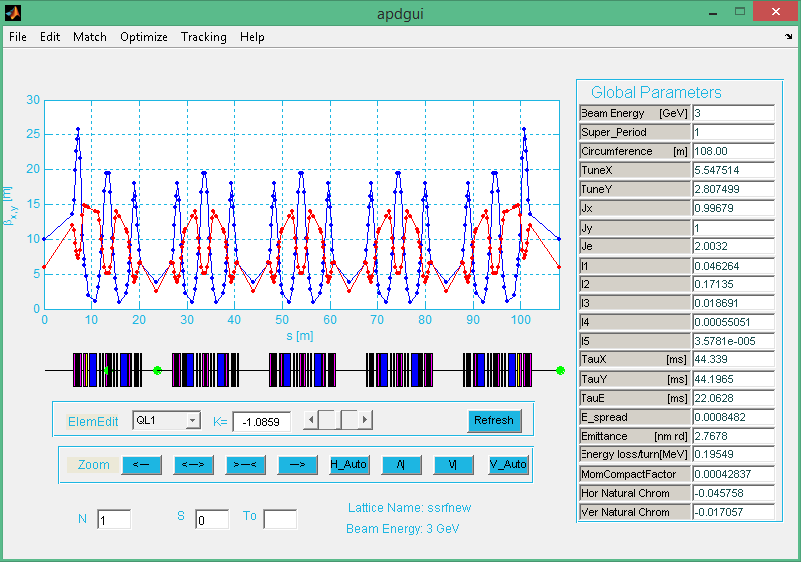 apdgui
File Edit Match Optimize Tracking Help
Global Parameters
Beam Energy [GeV] 3
Super_Period 1
Circumference [m] 108.00
TuneX 5.547514
TuneY 2.807499
Jx 0.99679
Jy 1
Je 2.0032
I1 0.046264
I2 0.17135
I3 0.018691
I4 0.00055051
I5 3.5781e-005
TauX [ms] 44.339
TauY [ms] 44.1965
TauE [ms] 22.0628
E_spread 0.0008482
Emittance [nm rd] 2.7678
Energy loss/turn[MeV] 0.19549
MomCompactFactor 0.00042837
Hor Natural Chrom -0.045758
Ver Natural Chrom -0.017057
30
25
20
15
10
5
0
βx,y [m]
0 10 20 30 40 50 60 70 80 90 100
s [m]
ElemEdit QL1 K= -1.0859 Refresh
Zoom <-- <--> >--< --> H_Auto /\| \/| V_Auto
N 1 S 0 To
Lattice Name: ssrfnew
Beam Energy: 3 GeV